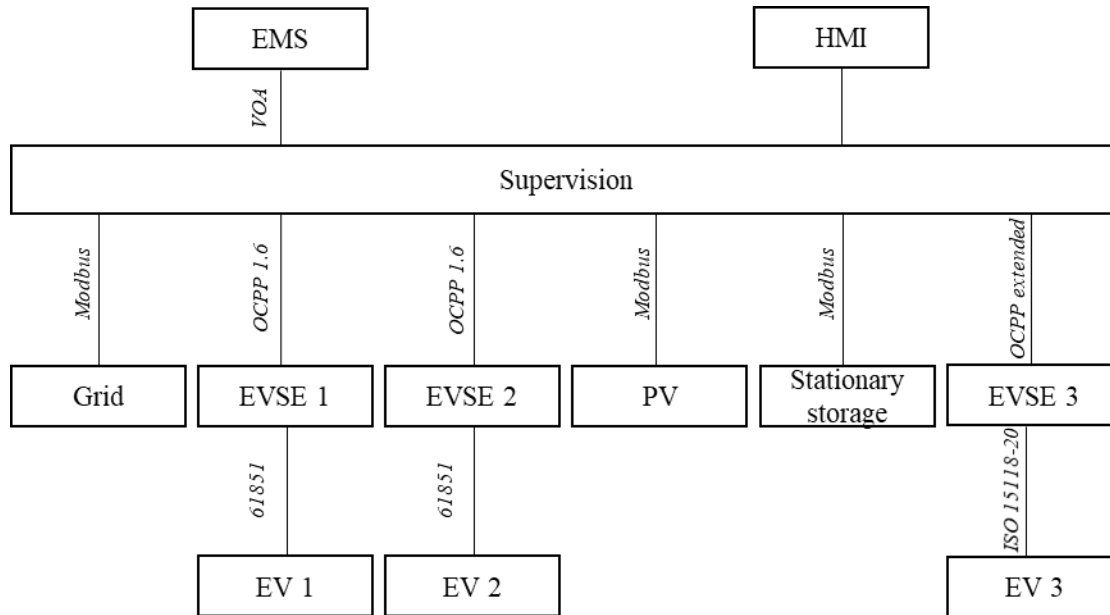 EMS
HMI
VOA
Supervision
Modbus
OCPP 1.6
OCPP 1.6
Modbus
Modbus
OCPP extended
Grid
EVSE 1
EVSE 2
PV
Stationary
storage
EVSE 3
61851
61851
ISO 15118-20
EV 1
EV 2
EV 3